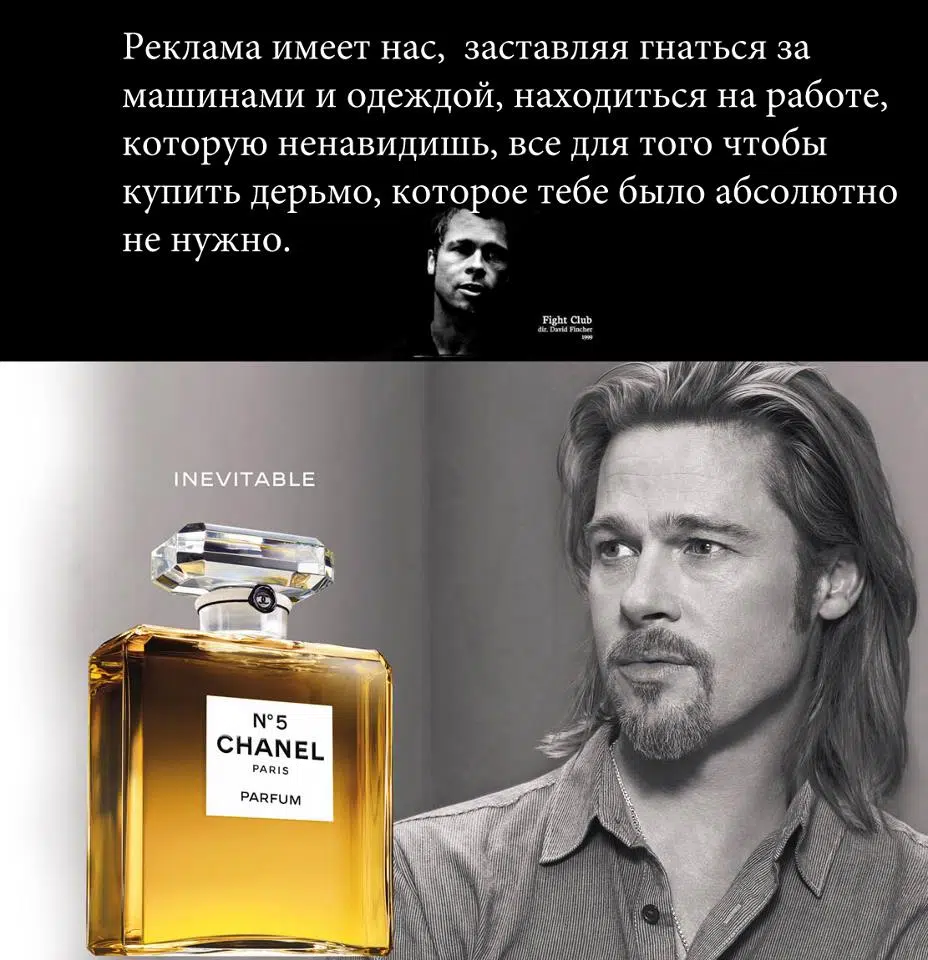 Реклама имеет нас,  заставляя гнаться за
машинами и одеждой, находиться на работе,
которую ненавидишь, все для того чтобы
купить дерьмо, которое тебе было абсолютно
не нужно.
Fight Club
dir. David Fincher
1999
INEVITABLE
N°5
CHANEL
PARIS
PARFUM